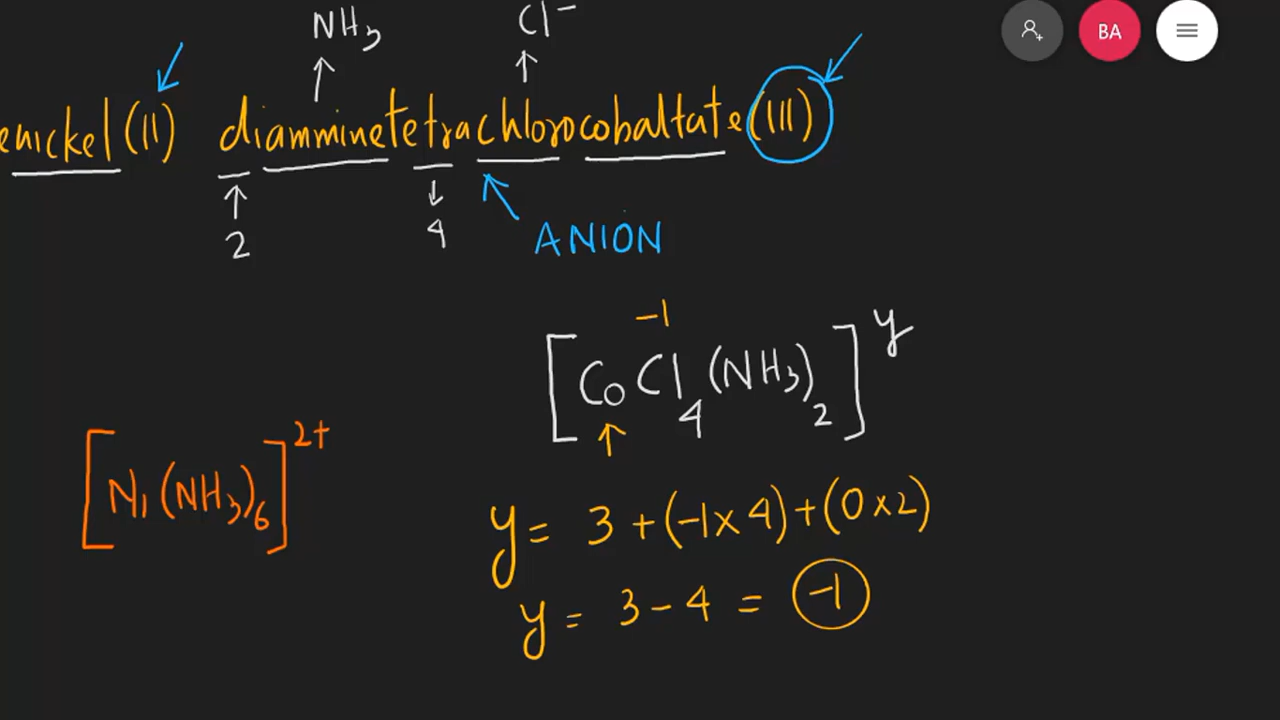 NH3 Cl⁻
BA
enickel (II) diamminetetrachlorocobaltate (III)
2 4 ANION
-1
[CoCl4(NH3)2]^y
[Ni(NH3)6]^2+
y = 3 + (-1 x 4) + (0 x 2)
y = 3 - 4 = -1